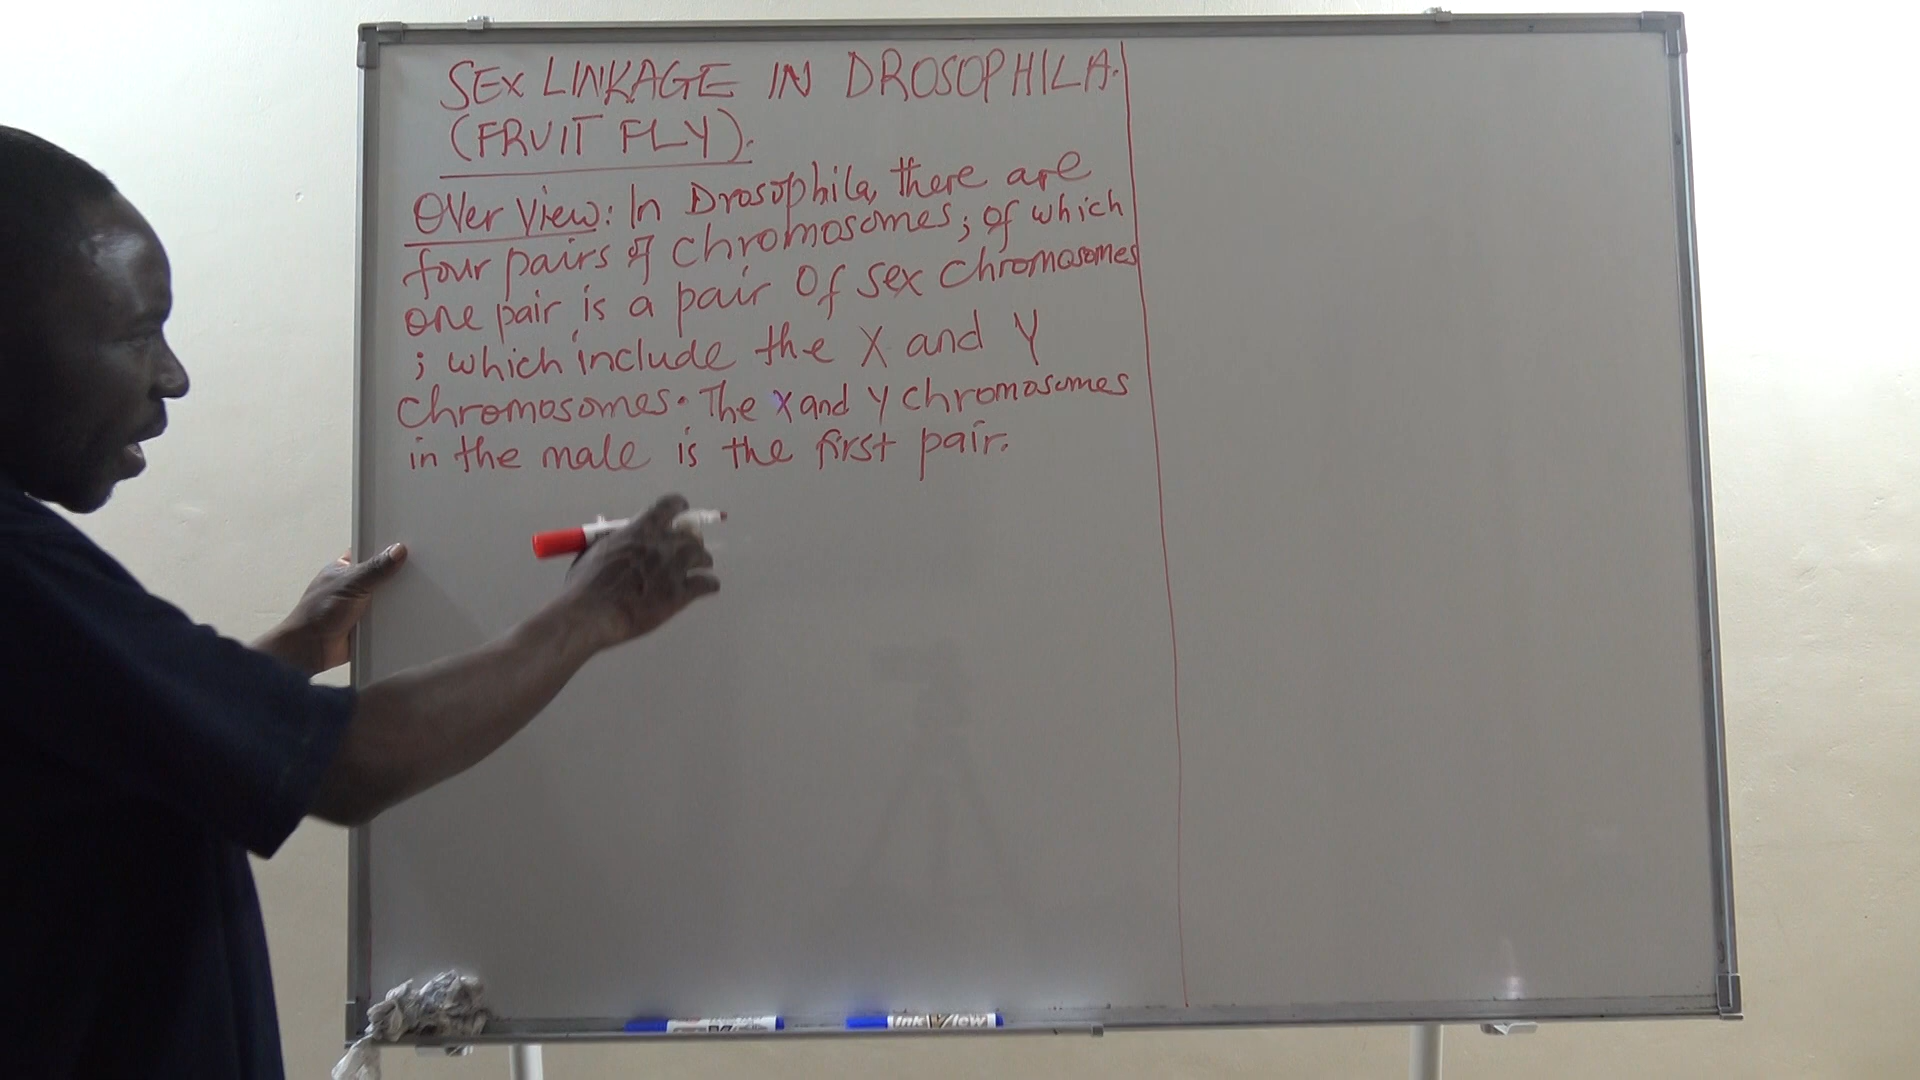 SEX LINKAGE IN DROSOPHILA.
(FRUIT FLY).
Over View: In Drosophila, there are
four pairs of chromosomes; of which
one pair is a pair of sex chromosomes
; which include the X and Y
chromosomes. The X and Y chromosomes
in the male is the first pair.
Ink View